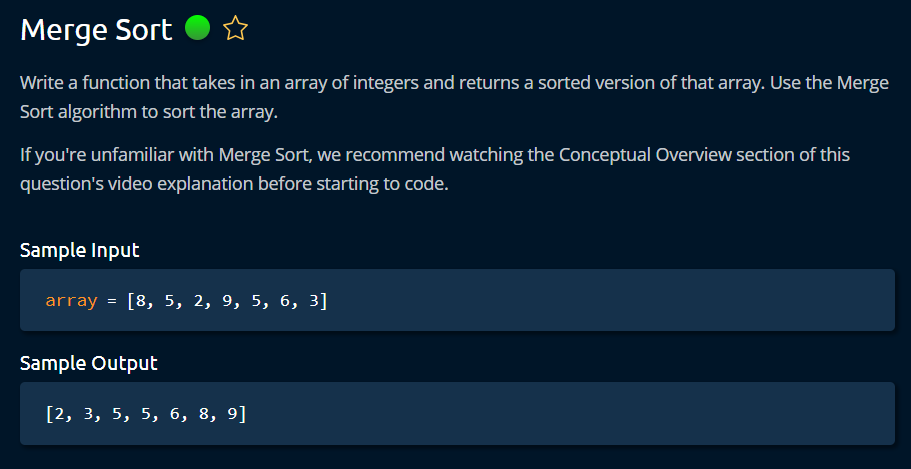 Merge Sort
Write a function that takes in an array of integers and returns a sorted version of that array. Use the Merge
Sort algorithm to sort the array.
If you're unfamiliar with Merge Sort, we recommend watching the Conceptual Overview section of this
question's video explanation before starting to code.
Sample Input
array = [8, 5, 2, 9, 5, 6, 3]
Sample Output
[2, 3, 5, 5, 6, 8, 9]